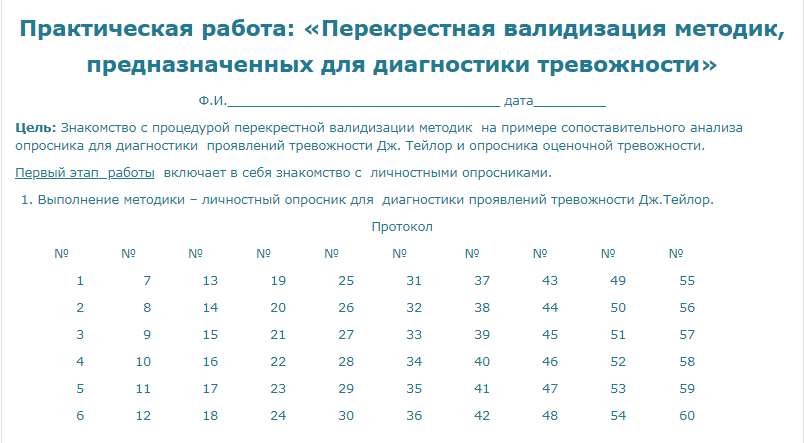 Практическая работа: «Перекрестная валидизация методик,
предназначенных для диагностики тревожности»
Ф.И.______________________________________ дата__________
Цель: Знакомство с процедурой перекрестной валидизации методик на примере сопоставительного анализа
опросника для диагностики проявлений тревожности Дж. Тейлор и опросника оценочной тревожности.
Первый этап работы включает в себя знакомство с личностными опросниками.
1. Выполнение методики – личностный опросник для диагностики проявлений тревожности Дж.Тейлор.
Протокол
№ № № № № № № № № №
1 7 13 19 25 31 37 43 49 55
2 8 14 20 26 32 38 44 50 56
3 9 15 21 27 33 39 45 51 57
4 10 16 22 28 34 40 46 52 58
5 11 17 23 29 35 41 47 53 59
6 12 18 24 30 36 42 48 54 60